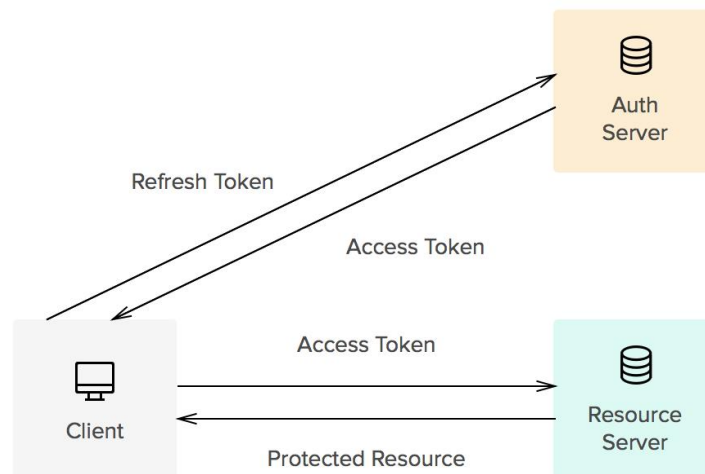 Auth
Server
Refresh Token
Access Token
Access Token
Client
Resource
Server
Protected Resource